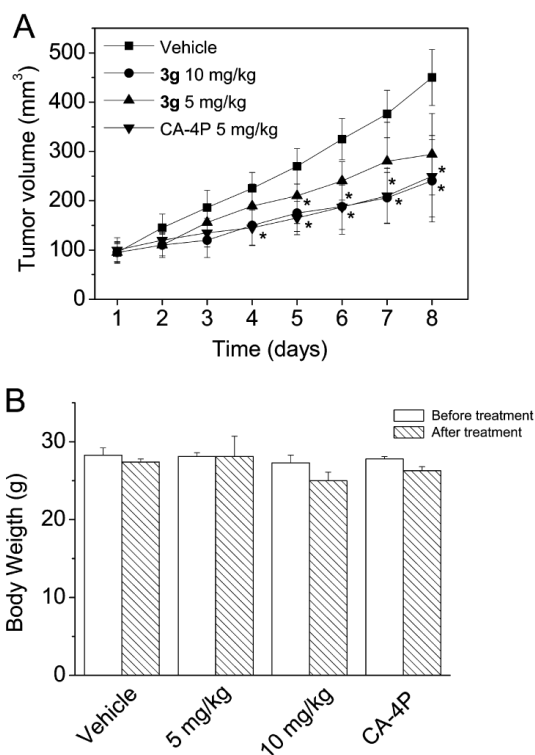 A
Tumor volume (mm³)
500
400
300
200
100
0
Vehicle
3g 10 mg/kg
3g 5 mg/kg
CA-4P 5 mg/kg
* * * * * * * * *
1 2 3 4 5 6 7 8
Time (days)
B
Body Weigth (g)
30
20
10
0
Before treatment
After treatment
Vehicle
5 mg/kg
10 mg/kg
CA-4P